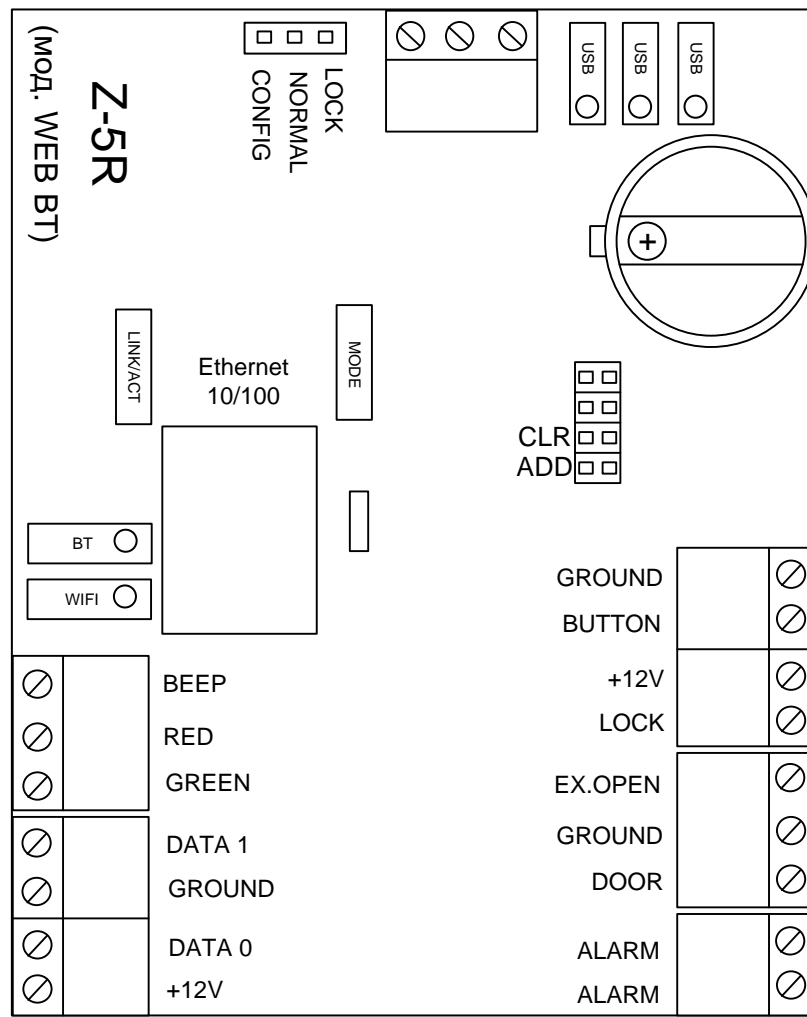 (мод. WEB BT)
Z-5R
CONFIG
NORMAL
LOCK
USB
USB
USB
LINK/ACT
Ethernet
10/100
MODE
CLR
ADD
BT
WIFI
BEEP
RED
GREEN
DATA 1
GROUND
DATA 0
+12V
GROUND
BUTTON
+12V
LOCK
EX.OPEN
GROUND
DOOR
ALARM
ALARM